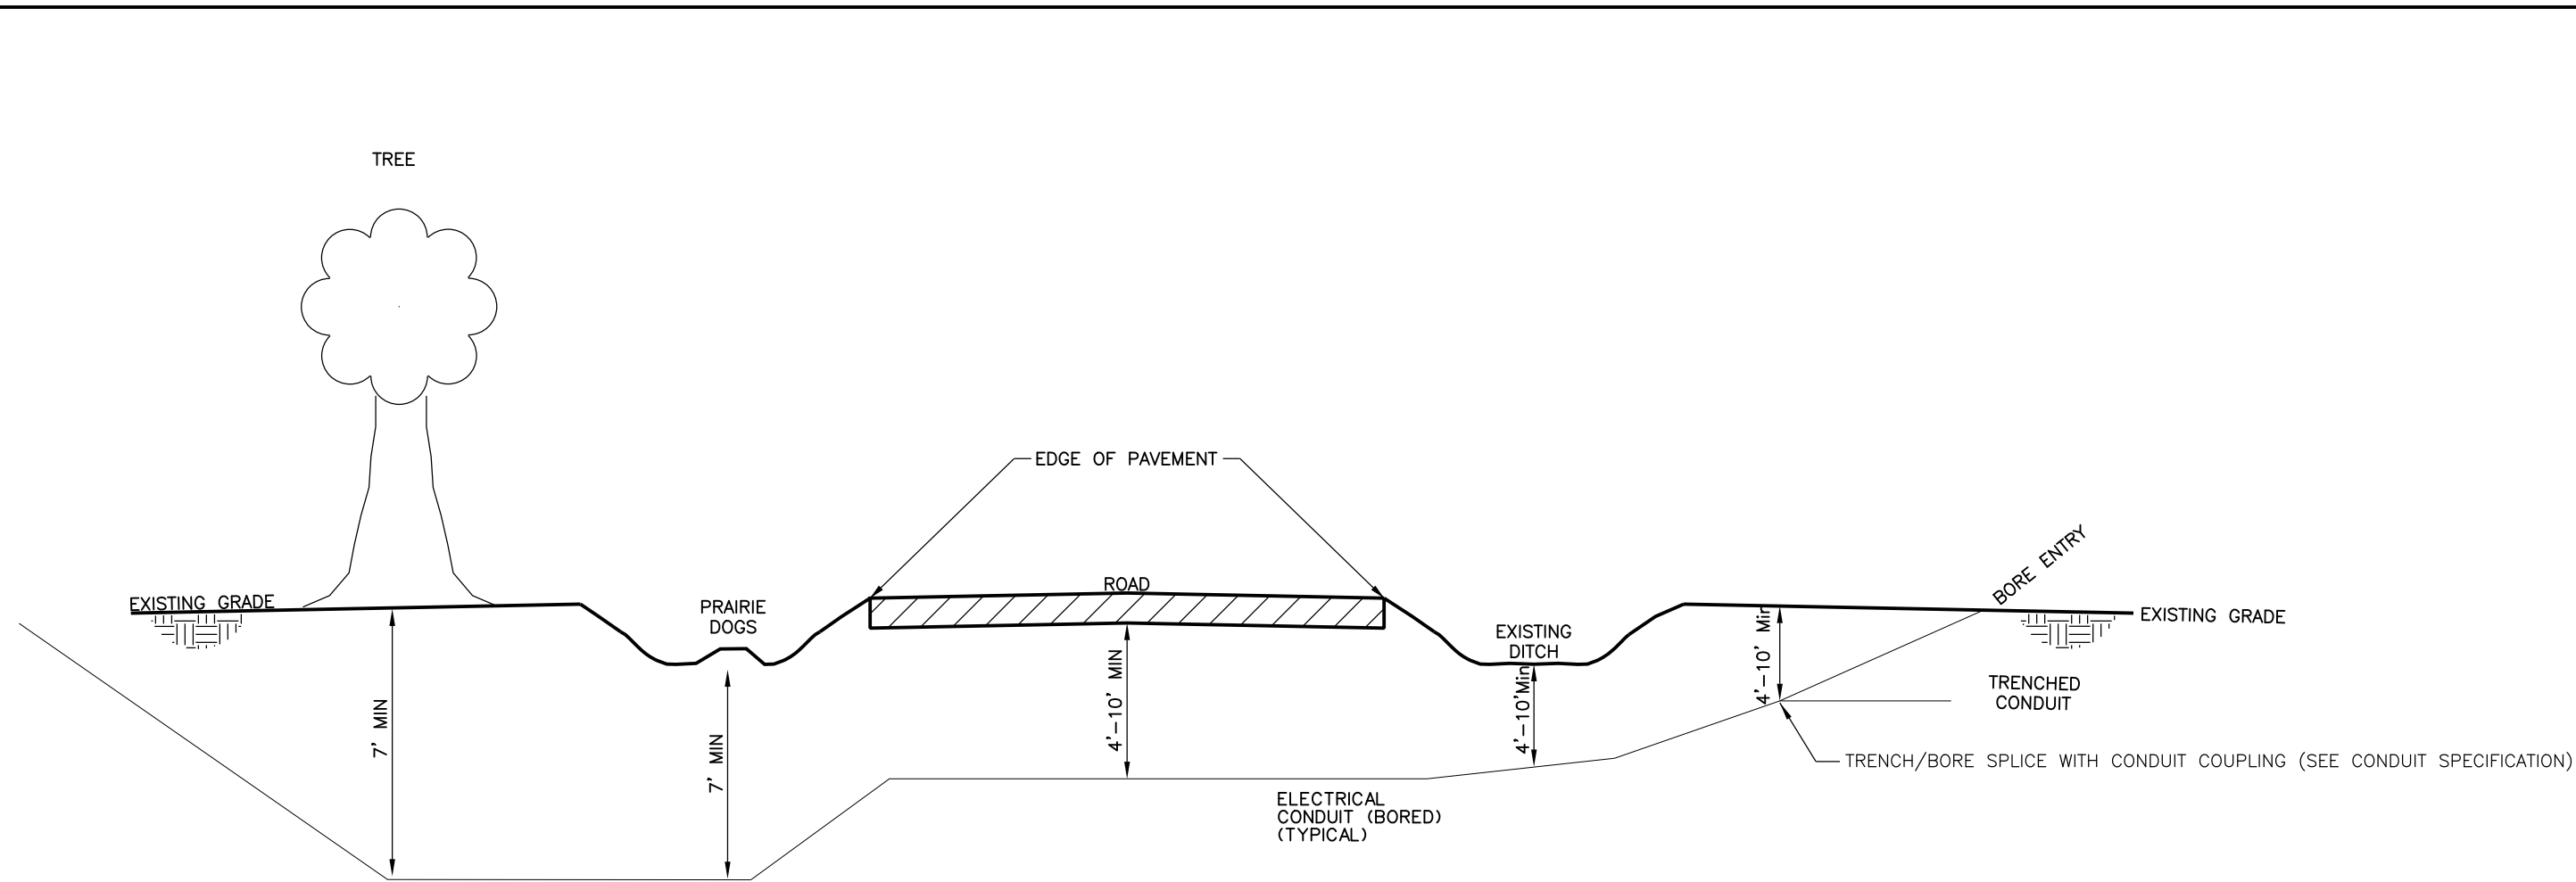 TREE
EDGE OF PAVEMENT
BORE ENTRY
ROAD
EXISTING GRADE
PRAIRIE
DOGS
EXISTING
DITCH
EXISTING GRADE
7' MIN
7' MIN
4'-10' MIN
4'-10'Min
4'-10' Min
TRENCHED
CONDUIT
TRENCH/BORE SPLICE WITH CONDUIT COUPLING (SEE CONDUIT SPECIFICATION)
ELECTRICAL
CONDUIT (BORED)
(TYPICAL)